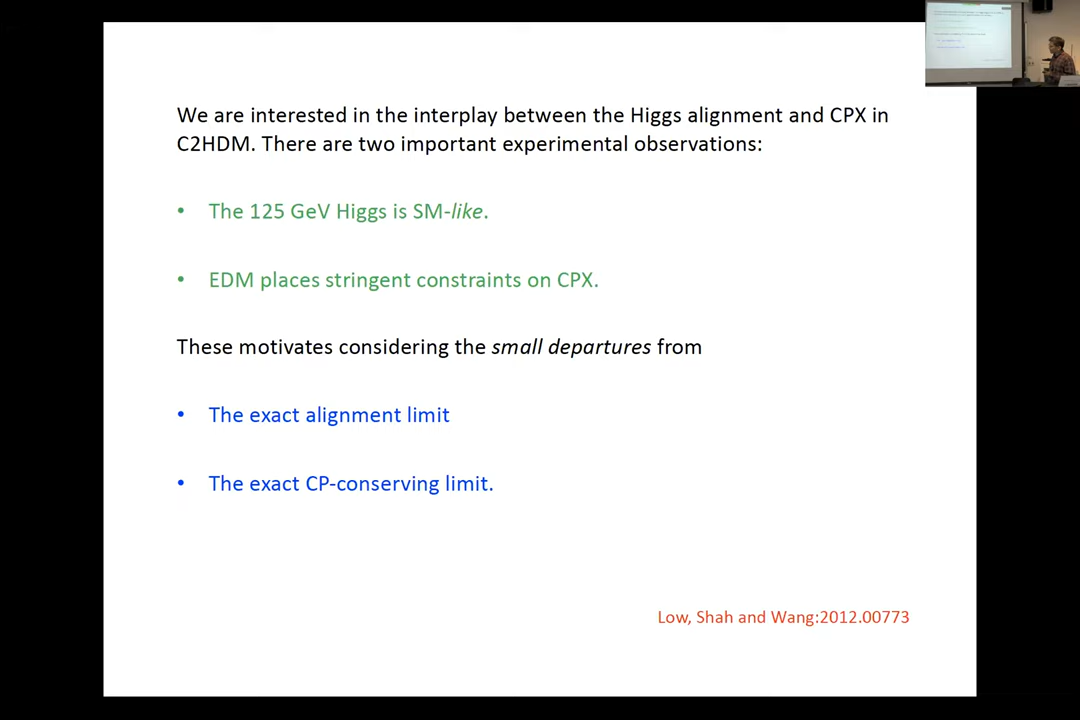 We are interested in the interplay between the Higgs alignment and CPX in
C2HDM. There are two important experimental observations:
• The 125 GeV Higgs is SM-like.
• EDM places stringent constraints on CPX.
These motivates considering the small departures from
• The exact alignment limit
• The exact CP-conserving limit.
Low, Shah and Wang:2012.00773